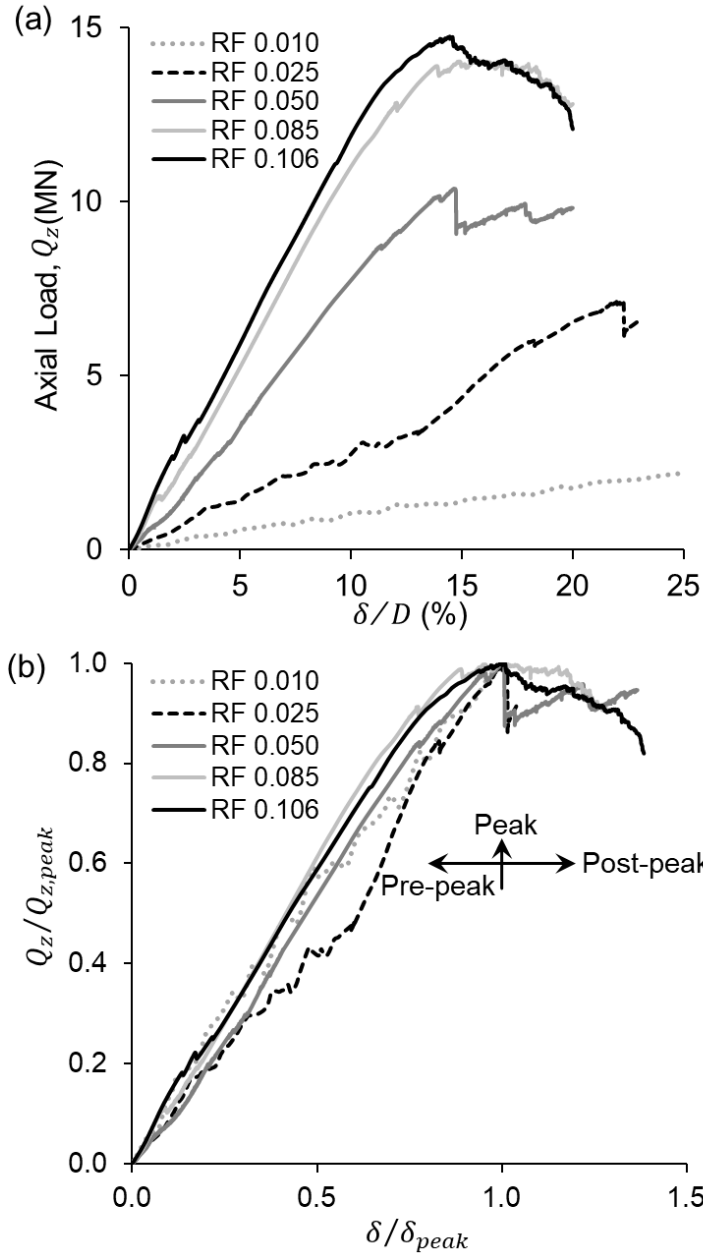 (a)
15
10
5
0
Axial Load, Q_z(MN)
RF 0.010
RF 0.025
RF 0.050
RF 0.085
RF 0.106
0
5
10
15
20
25
δ/D (%)
(b)
1.0
0.8
0.6
0.4
0.2
0.0
Q_z/Q_{z,peak}
RF 0.010
RF 0.025
RF 0.050
RF 0.085
RF 0.106
Peak
Pre-peak
Post-peak
0.0
0.5
1.0
1.5
δ/δ_{peak}